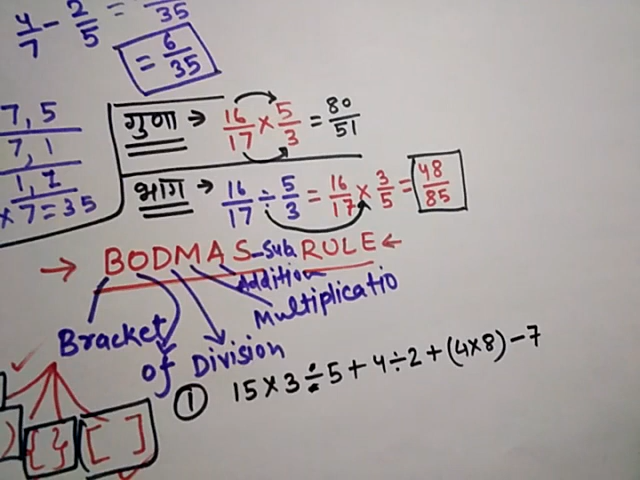 4/7 - 2/5 = /35
= 6/35
7, 5
7, 1
1, 1
× 7 = 35
गुणा → 16/17 × 5/3 = 80/51
भाग → 16/17 ÷ 5/3 = 16/17 × 3/5 = 48/85
→ BODMAS-Sub RULE ←
Addition
Multiplicatio
Bracket
of Division
) { } [ ]
① 15×3÷5+4÷2+(4×8)-7